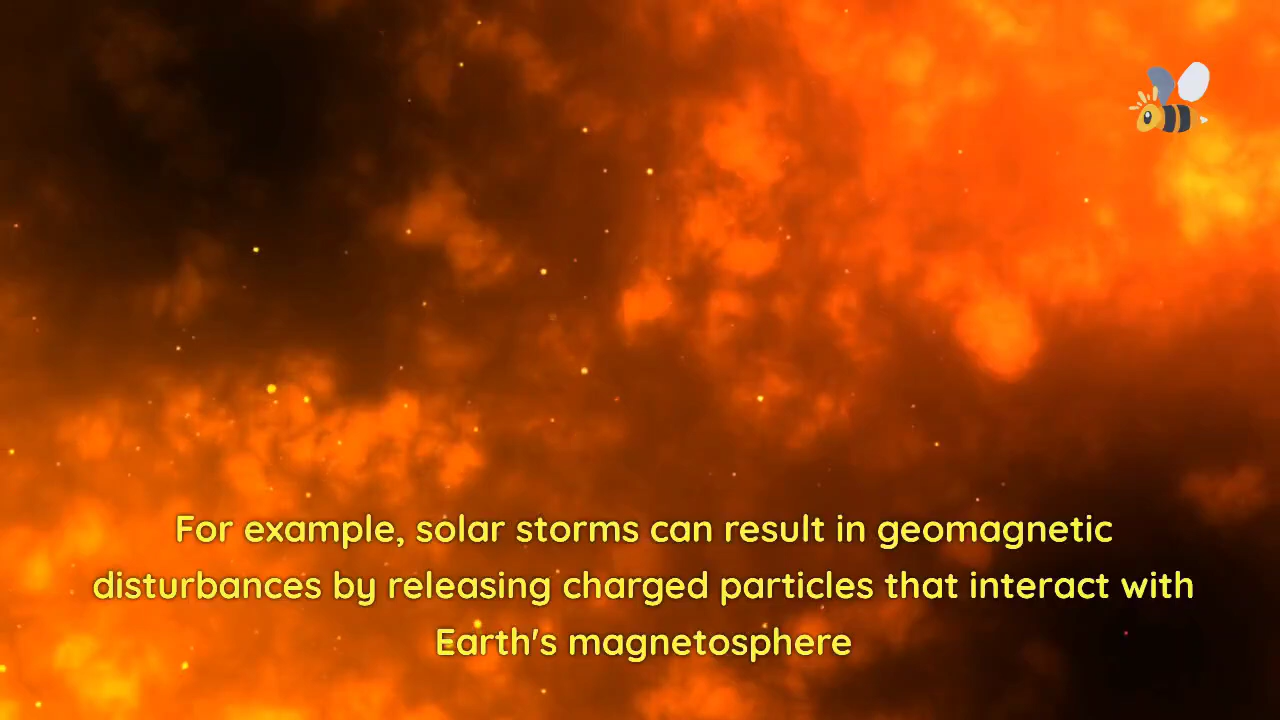 For example, solar storms can result in geomagnetic
disturbances by releasing charged particles that interact with
Earth's magnetosphere